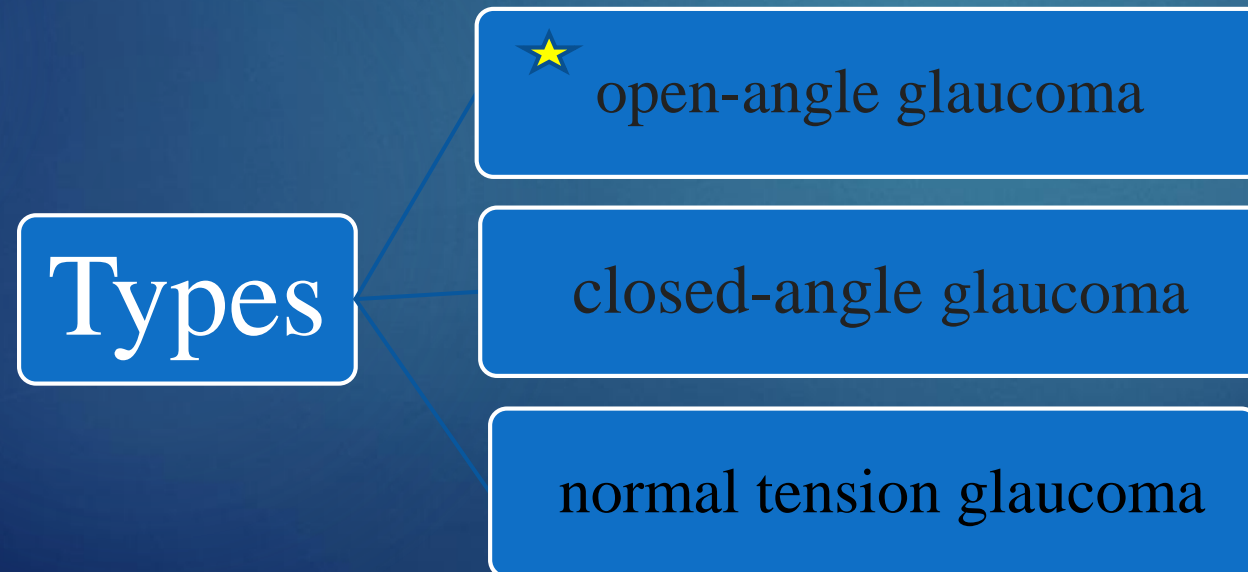 Types
open-angle glaucoma
closed-angle glaucoma
normal tension glaucoma